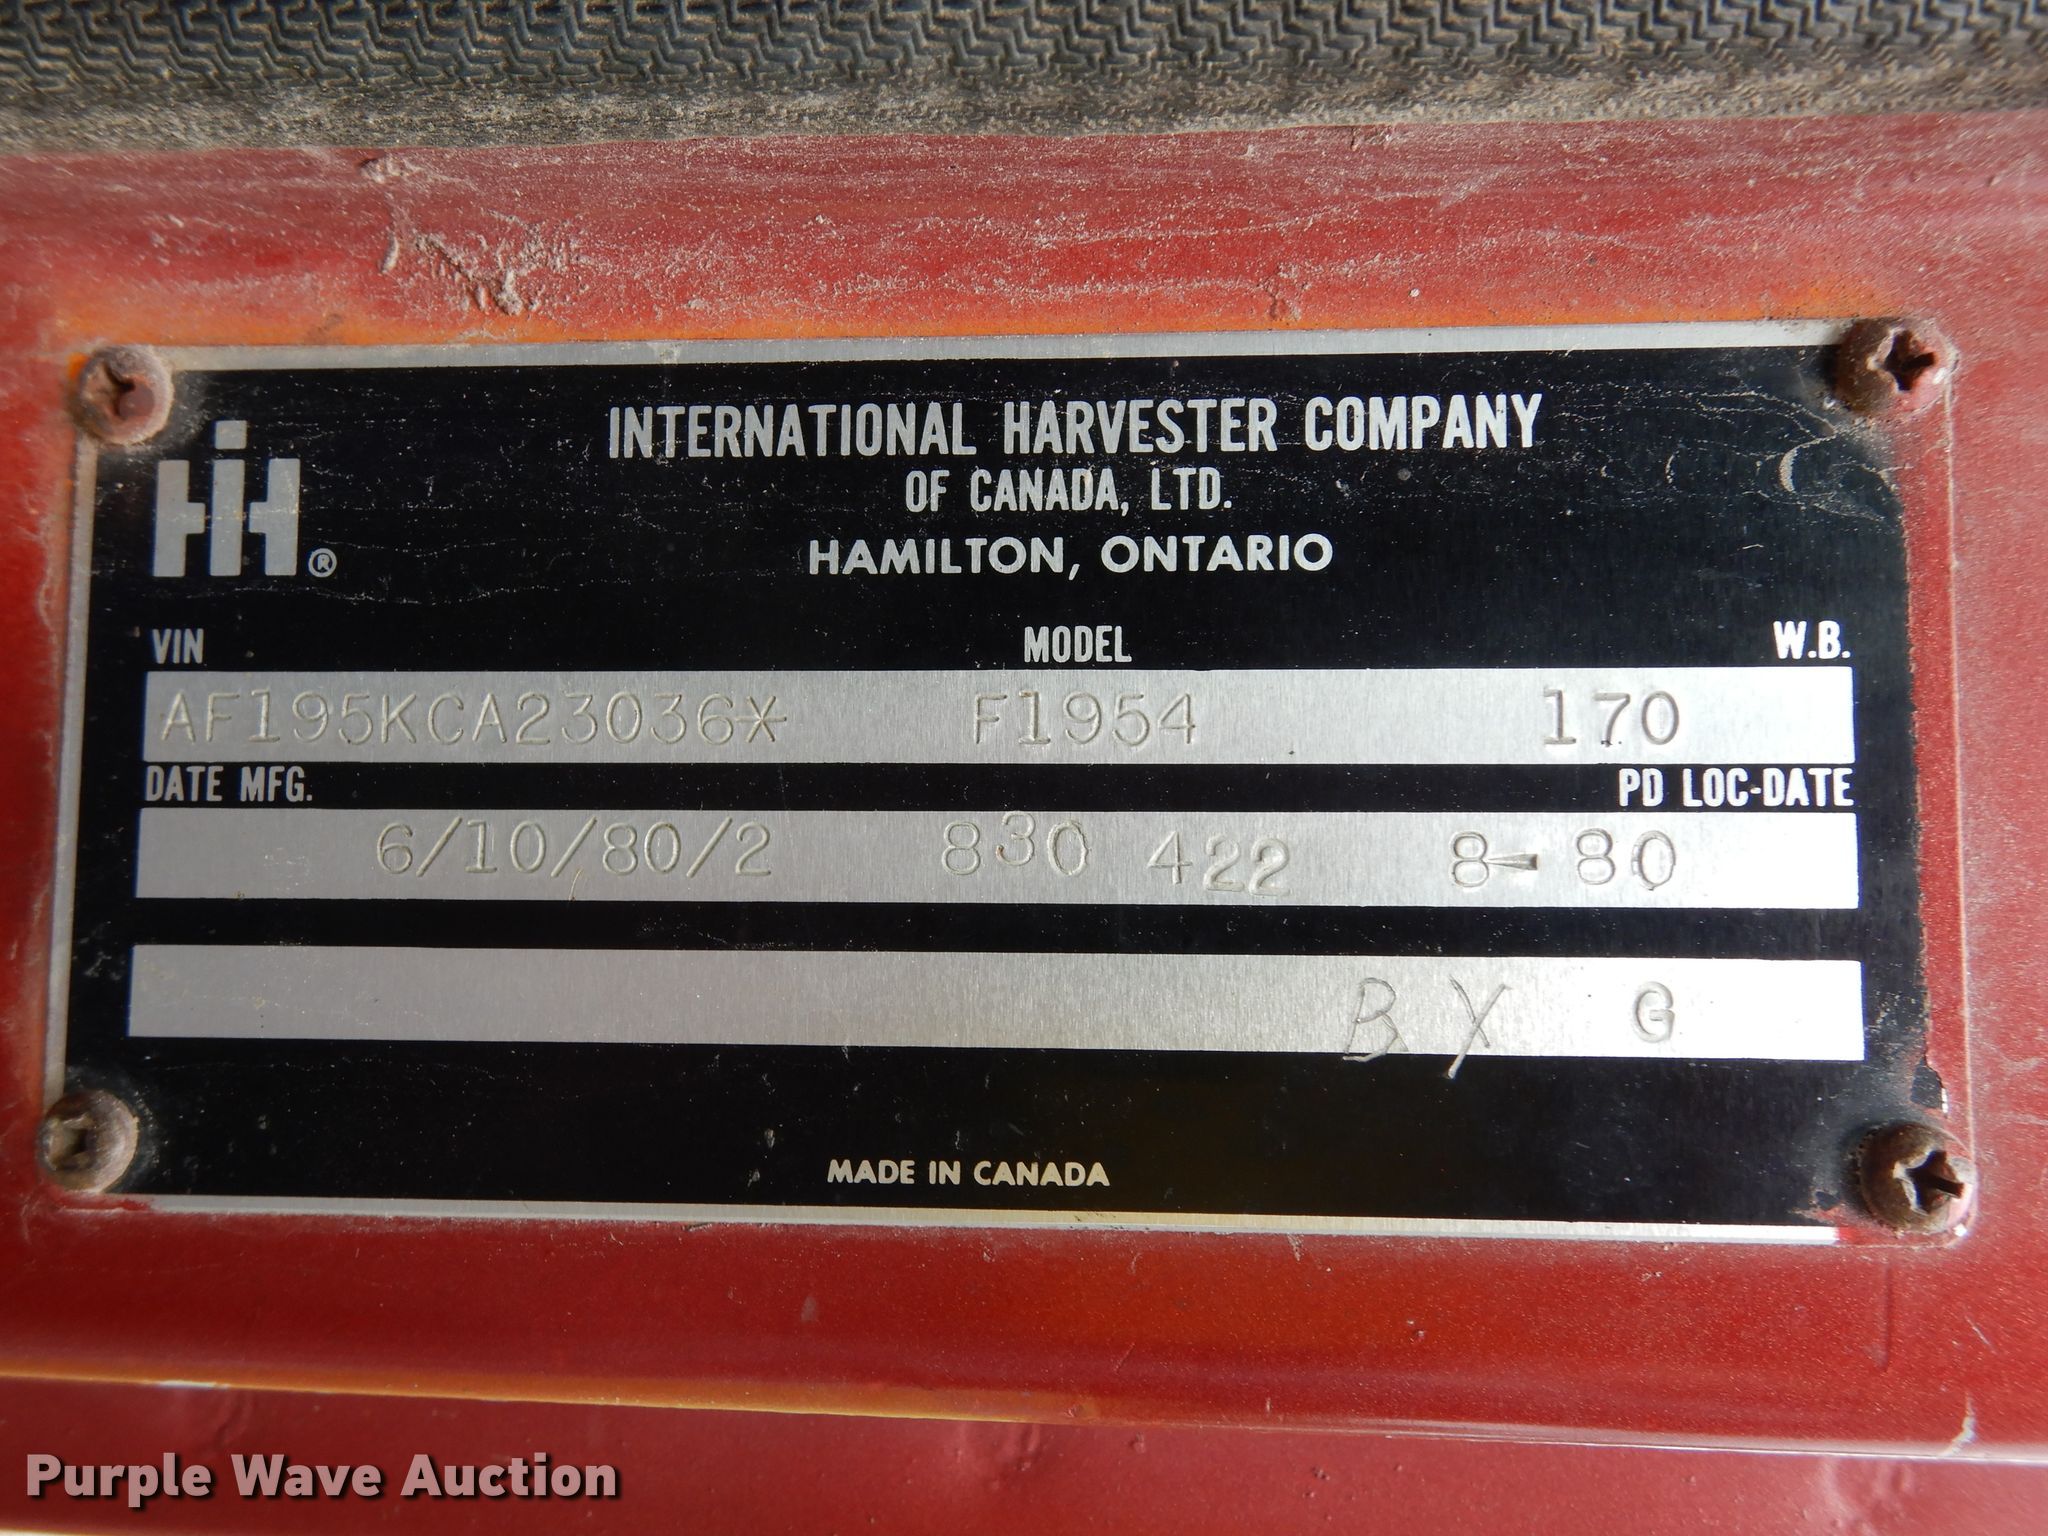 INTERNATIONAL HARVESTER COMPANY
OF CANADA, LTD.
HAMILTON, ONTARIO
IH ®
VIN MODEL W.B.
AF195KCA23036* F1954 170
DATE MFG. PD LOC-DATE
6/10/80/2 830 422 8-80
B Y G
MADE IN CANADA
Purple Wave Auction